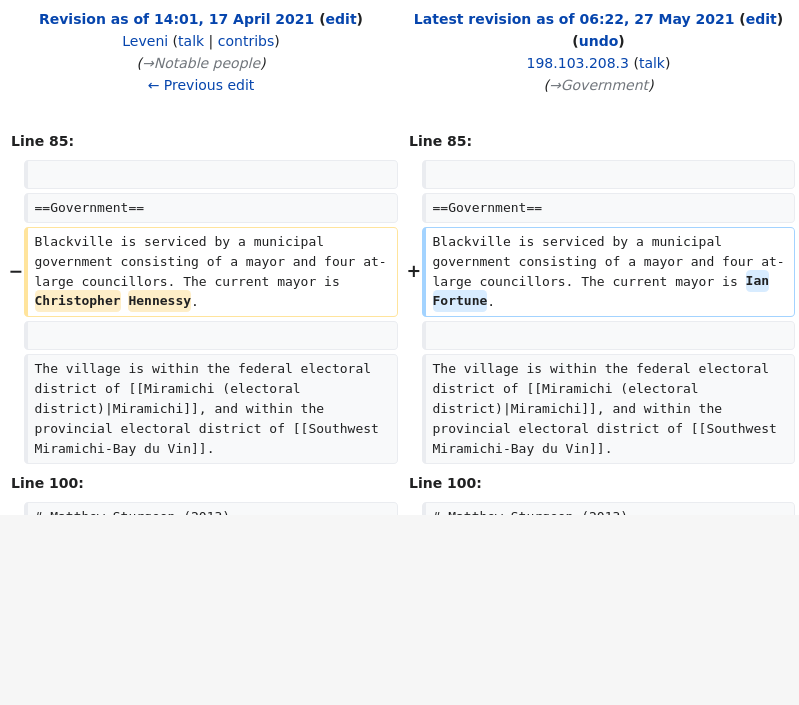 Revision as of 14:01, 17 April 2021 (edit)
Leveni (talk | contribs)
(→Notable people)
← Previous edit
Latest revision as of 06:22, 27 May 2021 (edit)
(undo)
198.103.208.3 (talk)
(→Government)
Line 85:
Line 85:
==Government==
==Government==
−
Blackville is serviced by a municipal
government consisting of a mayor and four at-
large councillors. The current mayor is
Christopher Hennessy.
+
Blackville is serviced by a municipal
government consisting of a mayor and four at-
large councillors. The current mayor is Ian
Fortune.
The village is within the federal electoral
district of [[Miramichi (electoral
district)|Miramichi]], and within the
provincial electoral district of [[Southwest
Miramichi-Bay du Vin]].
The village is within the federal electoral
district of [[Miramichi (electoral
district)|Miramichi]], and within the
provincial electoral district of [[Southwest
Miramichi-Bay du Vin]].
Line 100:
Line 100:
# Matthew Sturgeon (2013)
# Matthew Sturgeon (2013)